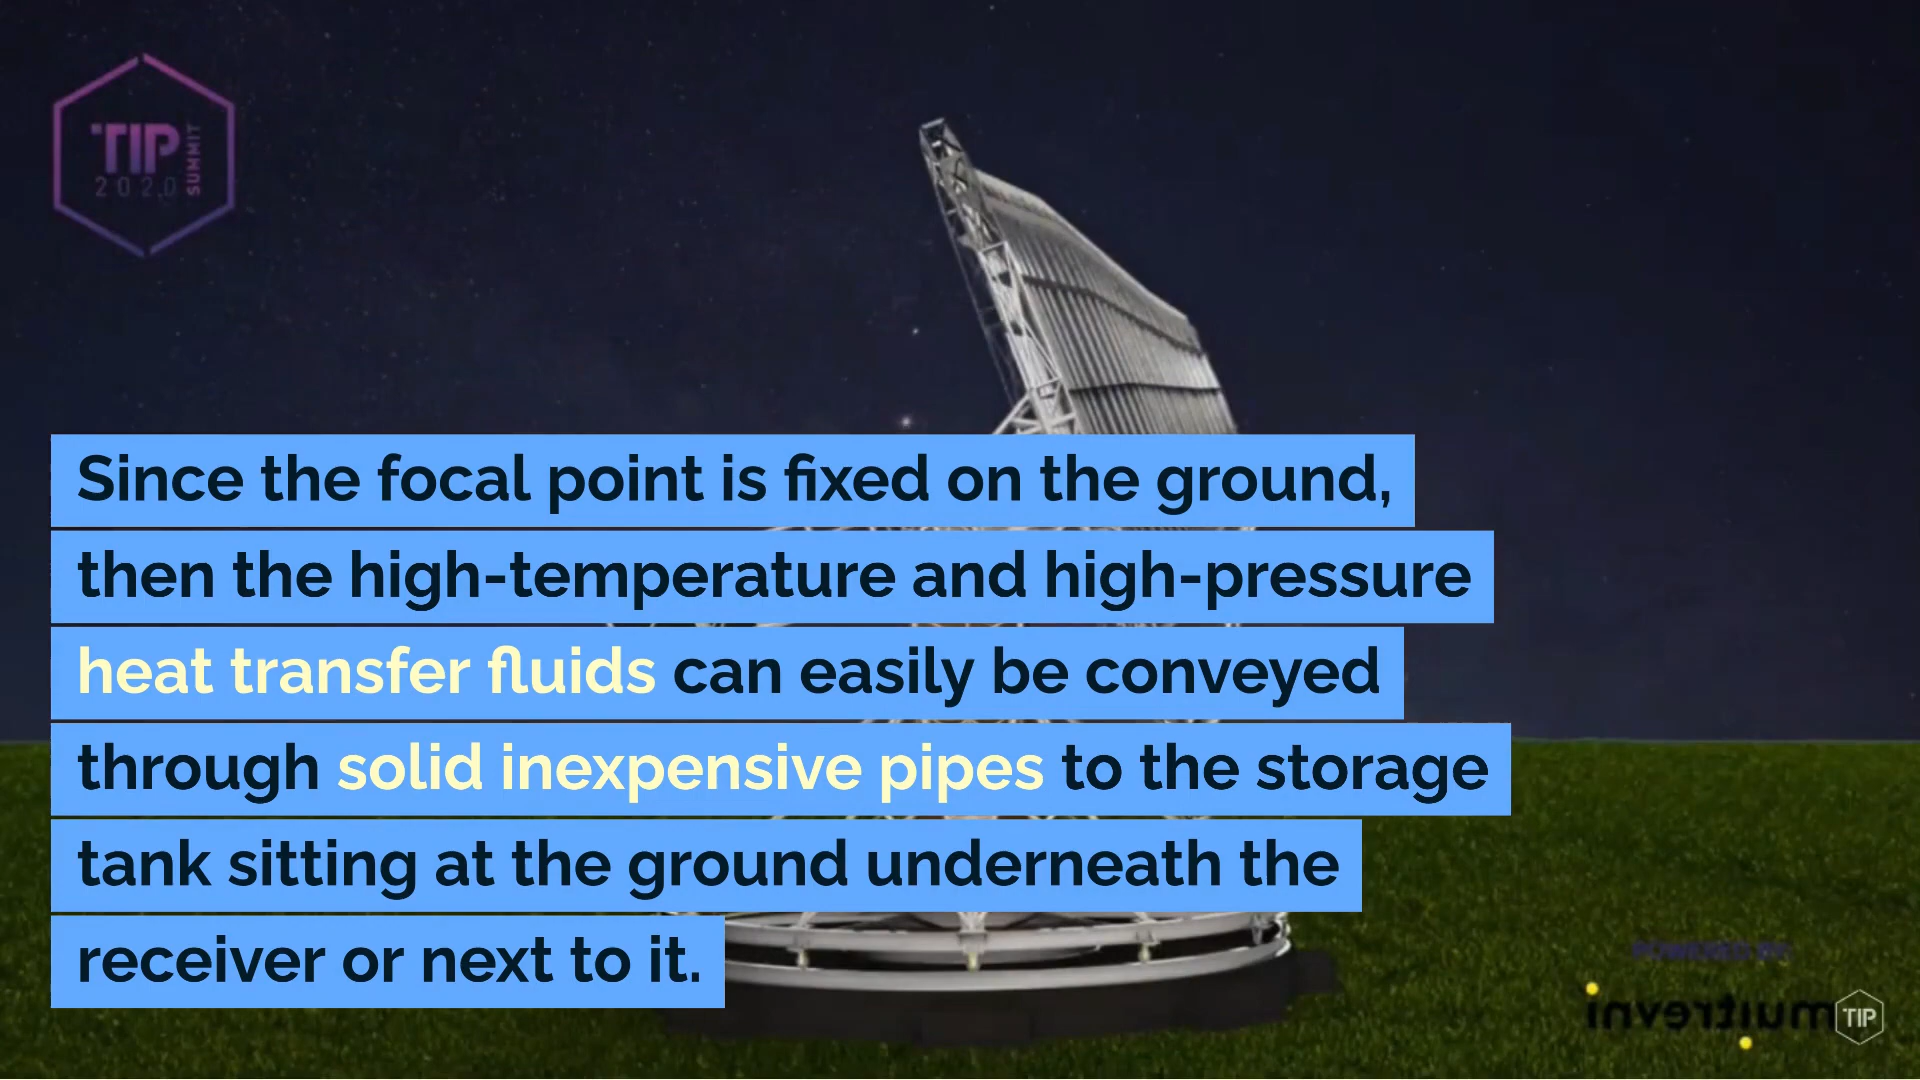 TIP
2020
SUMMIT
Since the focal point is fixed on the ground,
then the high-temperature and high-pressure
heat transfer fluids can easily be conveyed
through solid inexpensive pipes to the storage
tank sitting at the ground underneath the
receiver or next to it.
POWERED BY:
TIP